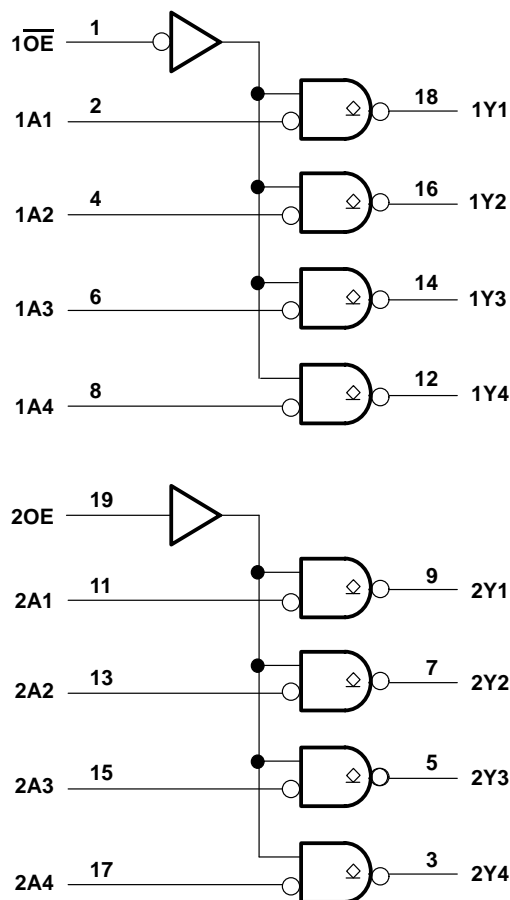 1O̅E̅ 1
1A1 2 18 1Y1
1A2 4 16 1Y2
1A3 6 14 1Y3
1A4 8 12 1Y4
2OE 19
2A1 11 9 2Y1
2A2 13 7 2Y2
2A3 15 5 2Y3
2A4 17 3 2Y4